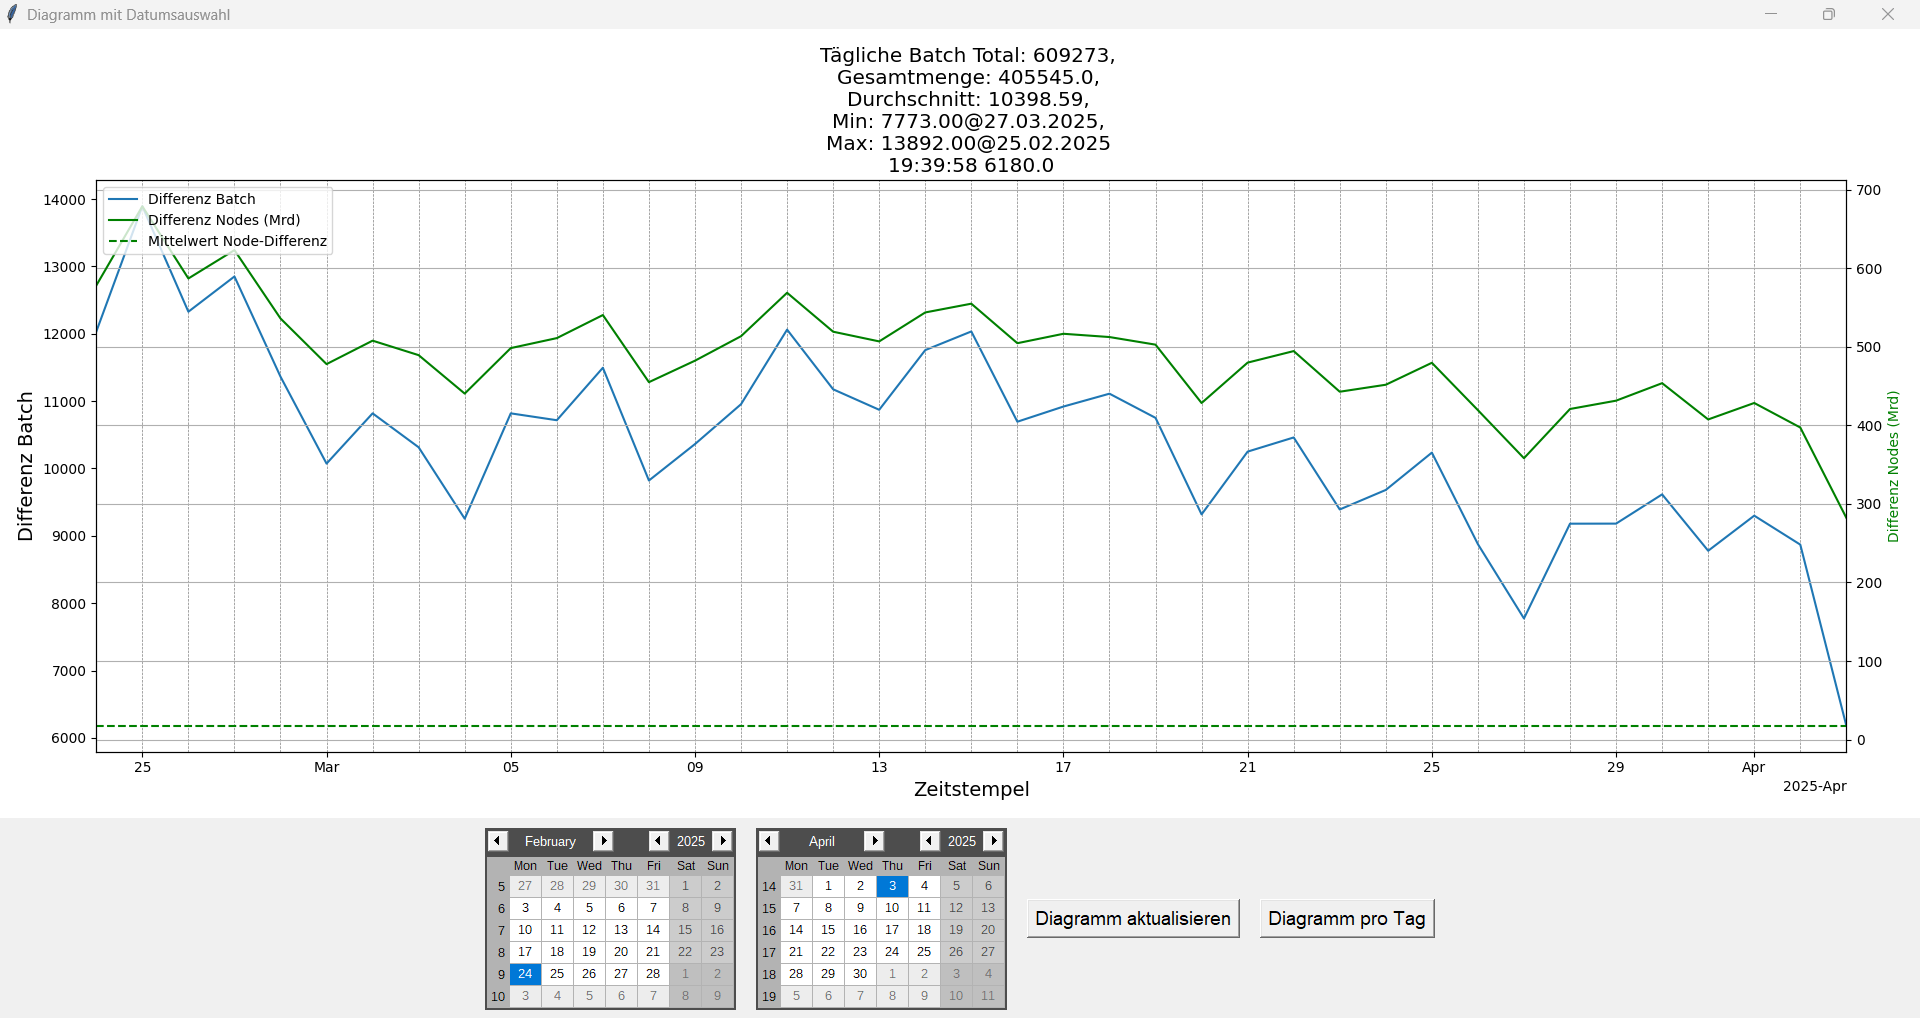 Diagramm mit Datumsauswahl
Tägliche Batch Total: 609273,
Gesamtmenge: 405545.0,
Durchschnitt: 10398.59,
Min: 7773.00@27.03.2025,
Max: 13892.00@25.02.2025
19:39:58 6180.0
Differenz Batch
Differenz Nodes (Mrd)
Mittelwert Node-Differenz
14000
13000
12000
11000
10000
9000
8000
7000
6000
Differenz Batch
700
600
500
400
300
200
100
0
Differenz Nodes (Mrd)
25 Mar 05 09 13 17 21 25 29 Apr
2025-Apr
Zeitstempel
February 2025
Mon Tue Wed Thu Fri Sat Sun
5 27 28 29 30 31 1 2
6 3 4 5 6 7 8 9
7 10 11 12 13 14 15 16
8 17 18 19 20 21 22 23
9 24 25 26 27 28 1 2
10 3 4 5 6 7 8 9
April 2025
Mon Tue Wed Thu Fri Sat Sun
14 31 1 2 3 4 5 6
15 7 8 9 10 11 12 13
16 14 15 16 17 18 19 20
17 21 22 23 24 25 26 27
18 28 29 30 1 2 3 4
19 5 6 7 8 9 10 11
Diagramm aktualisieren
Diagramm pro Tag